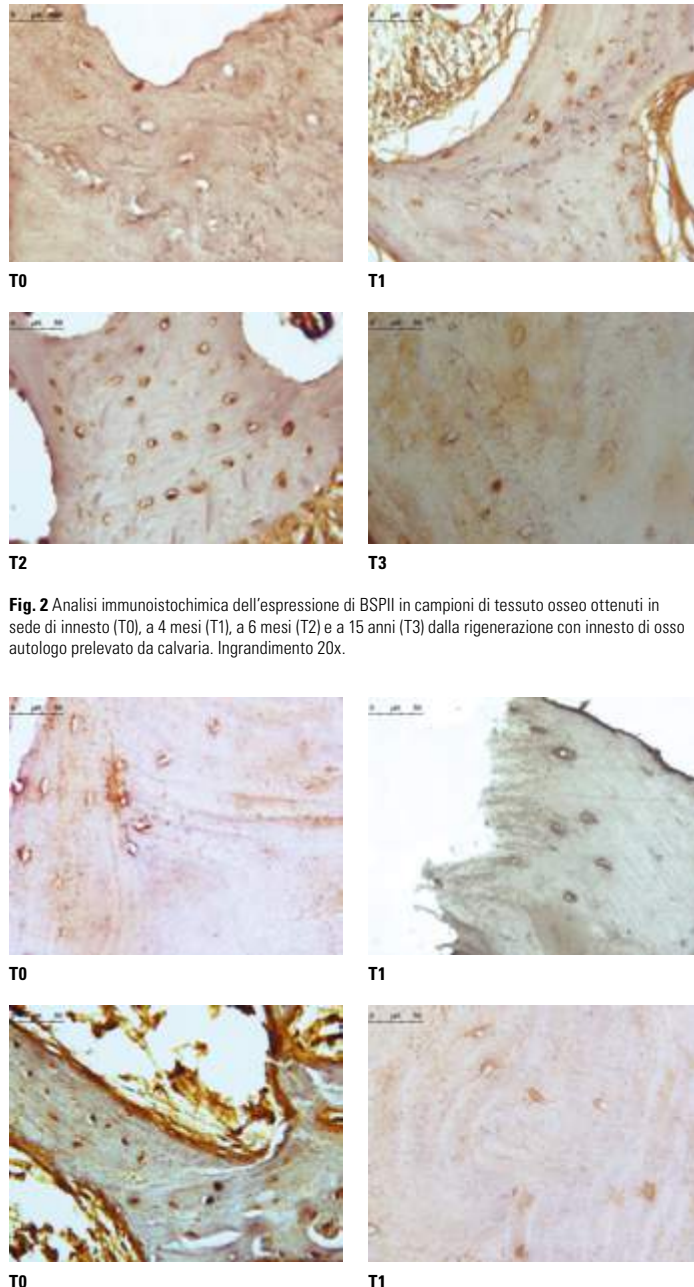 T0
T1
T2
T3
Fig. 2 Analisi immunoistochimica dell'espressione di BSPII in campioni di tessuto osseo ottenuti in
sede di innesto (T0), a 4 mesi (T1), a 6 mesi (T2) e a 15 anni (T3) dalla rigenerazione con innesto di osso
autologo prelevato da calvaria. Ingrandimento 20x.
T0
T1
T0
T1